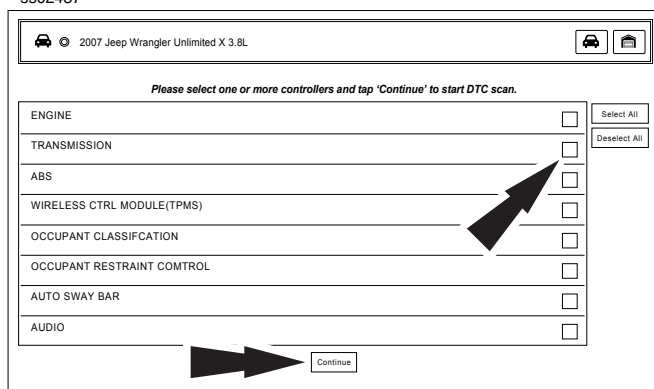 2007 Jeep Wrangler Unlimited X 3.8L
Please select one or more controllers and tap ‘Continue’ to start DTC scan.
ENGINE
Select All
TRANSMISSION
Deselect All
ABS
WIRELESS CTRL MODULE(TPMS)
OCCUPANT CLASSIFCATION
OCCUPANT RESTRAINT COMTROL
AUTO SWAY BAR
AUDIO
Continue